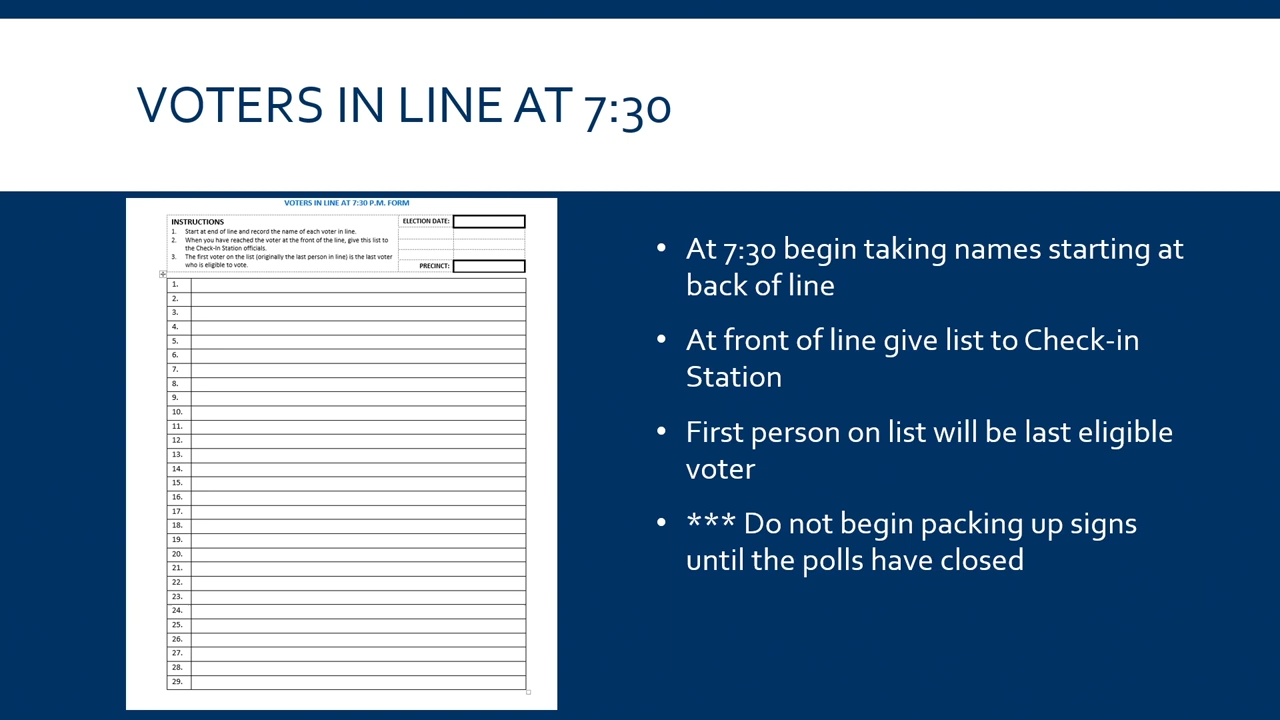 VOTERS IN LINE AT 7:30
VOTERS IN LINE AT 7:30 P.M. FORM
INSTRUCTIONS
1. Start at end of line and record the name of each voter in line.
2. When you have reached the voter at the front of the line, give this list to
the Check-In Station officials.
3. The first voter on the list (originally the last person in line) is the last voter
who is eligible to vote.
ELECTION DATE:
PRECINCT:
1.
2.
3.
4.
5.
6.
7.
8.
9.
10.
11.
12.
13.
14.
15.
16.
17.
18.
19.
20.
21.
22.
23.
24.
25.
26.
27.
28.
29.
• At 7:30 begin taking names starting at
back of line
• At front of line give list to Check-in
Station
• First person on list will be last eligible
voter
• *** Do not begin packing up signs
until the polls have closed